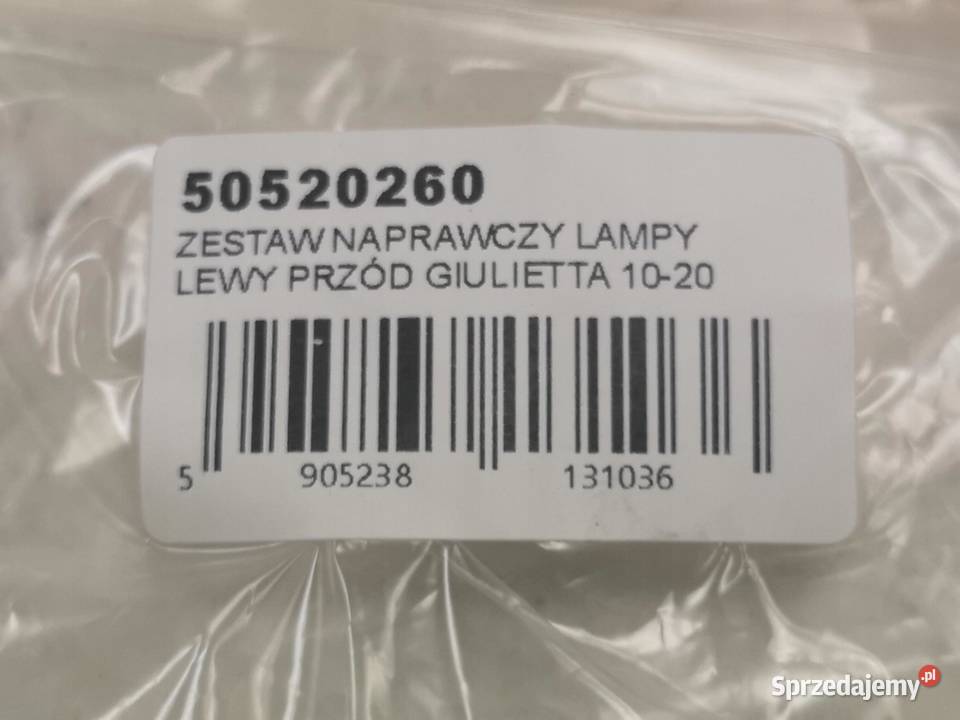 50520260
ZESTAW NAPRAWCZY LAMPY
LEWY PRZÓD GIULIETTA 10-20
5 905238 131036
Sprzedajemy.pl